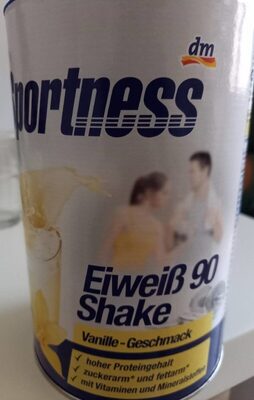 dm
Sportness
Eiweiß 90
Shake
Vanille-Geschmack
✓ hoher Proteingehalt
✓ zuckerarm* und fettarm*
✓ mit Vitaminen und Mineralstoffen